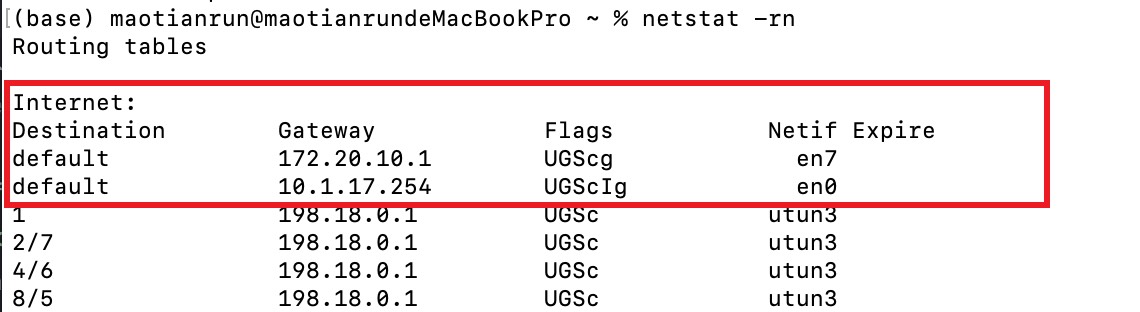 (base) maotianrun@maotianrundeMacBookPro ~ % netstat -rn
Routing tables
Internet:
Destination Gateway Flags Netif Expire
default 172.20.10.1 UGScg en7
default 10.1.17.254 UGScIg en0
1 198.18.0.1 UGSc utun3
2/7 198.18.0.1 UGSc utun3
4/6 198.18.0.1 UGSc utun3
8/5 198.18.0.1 UGSc utun3